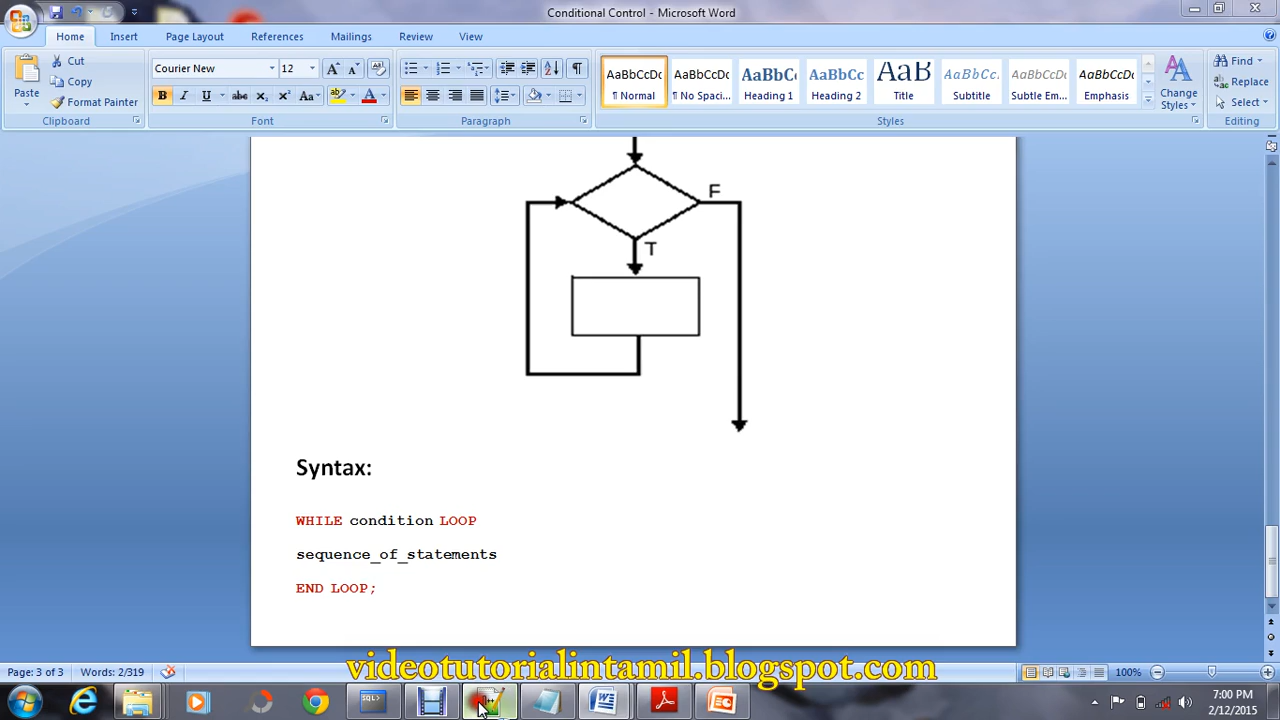 Conditional Control - Microsoft Word
Home Insert Page Layout References Mailings Review View
Cut
Copy
Format Painter
Paste
Clipboard
Courier New 12
Font
Paragraph
AaBbCcDc AaBbCcDc AaBbCc AaBbCc AaB AaBbCc. AaBbCcDc AaBbCcDc
¶ Normal ¶ No Spaci... Heading 1 Heading 2 Title Subtitle Subtle Em... Emphasis
Change Styles
Styles
Find
Replace
Select
Editing
F
T
Syntax:
WHILE condition LOOP
sequence_of_statements
END LOOP;
Page: 3 of 3 Words: 2/319 100%
videotutorialintamil.blogspot.com
7:00 PM
2/12/2015